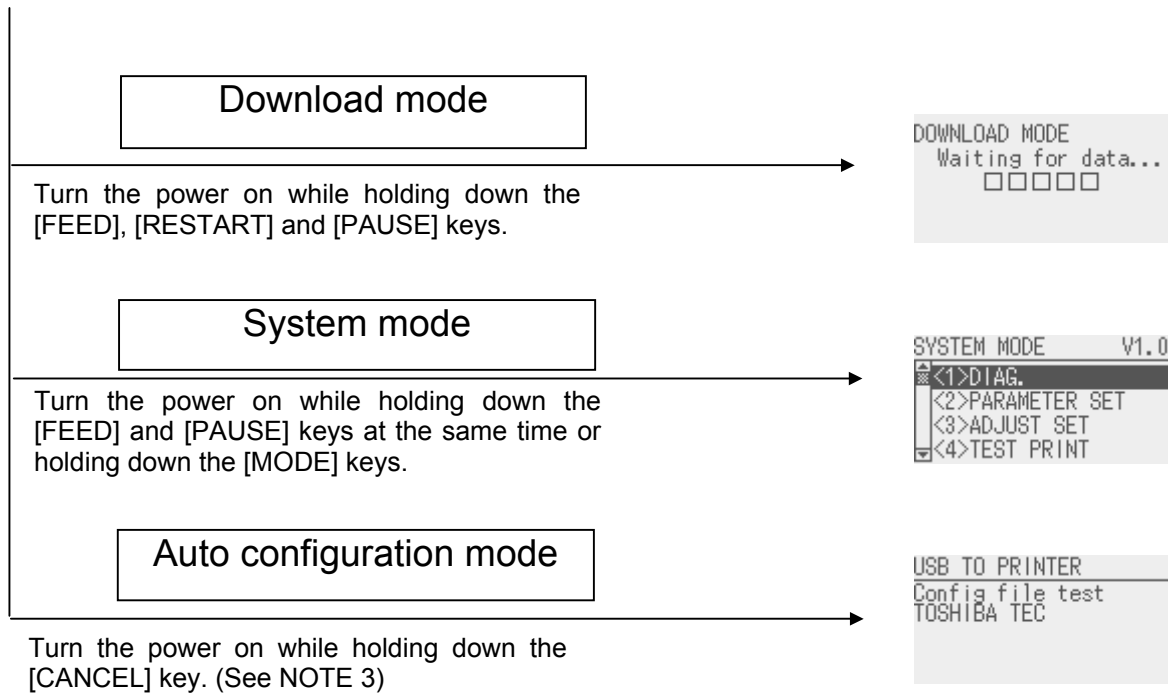 Download mode
Turn the power on while holding down the
[FEED], [RESTART] and [PAUSE] keys.
DOWNLOAD MODE
Waiting for data...
□□□□□
System mode
Turn the power on while holding down the
[FEED] and [PAUSE] keys at the same time or
holding down the [MODE] keys.
SYSTEM MODE V1.0
<1>DIAG.
<2>PARAMETER SET
<3>ADJUST SET
<4>TEST PRINT
Auto configuration mode
Turn the power on while holding down the
[CANCEL] key. (See NOTE 3)
USB TO PRINTER
Config file test
TOSHIBA TEC